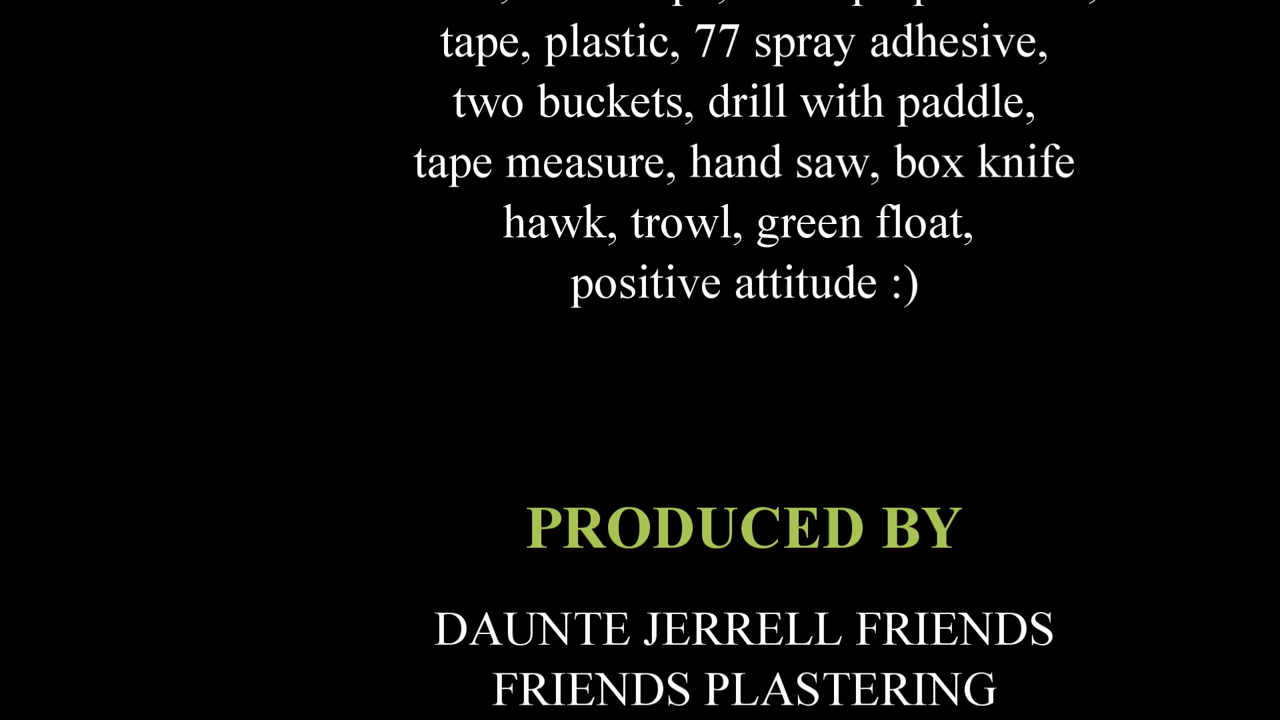 tape, plastic, 77 spray adhesive,
two buckets, drill with paddle,
tape measure, hand saw, box knife
hawk, trowl, green float,
positive attitude :)
PRODUCED BY
DAUNTE JERRELL FRIENDS
FRIENDS PLASTERING